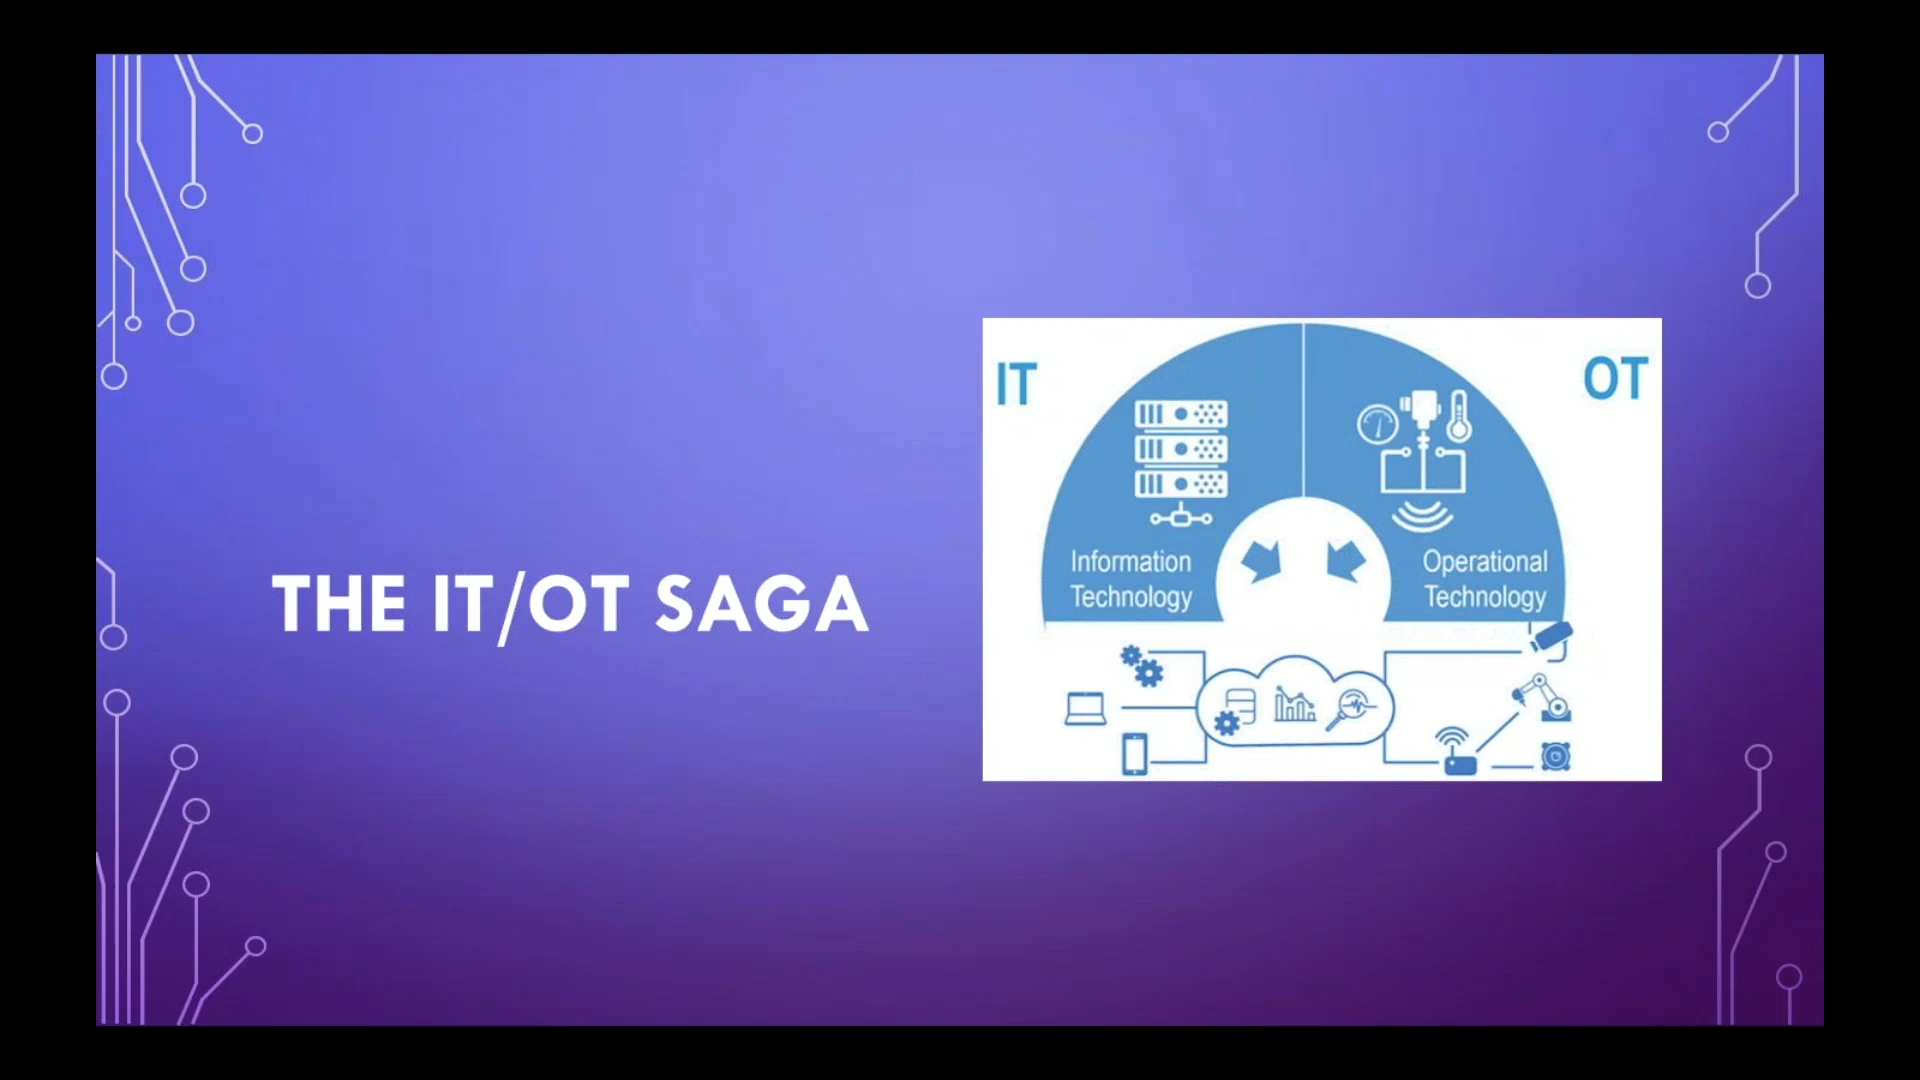 THE IT/OT SAGA
IT
OT
Information
Technology
Operational
Technology